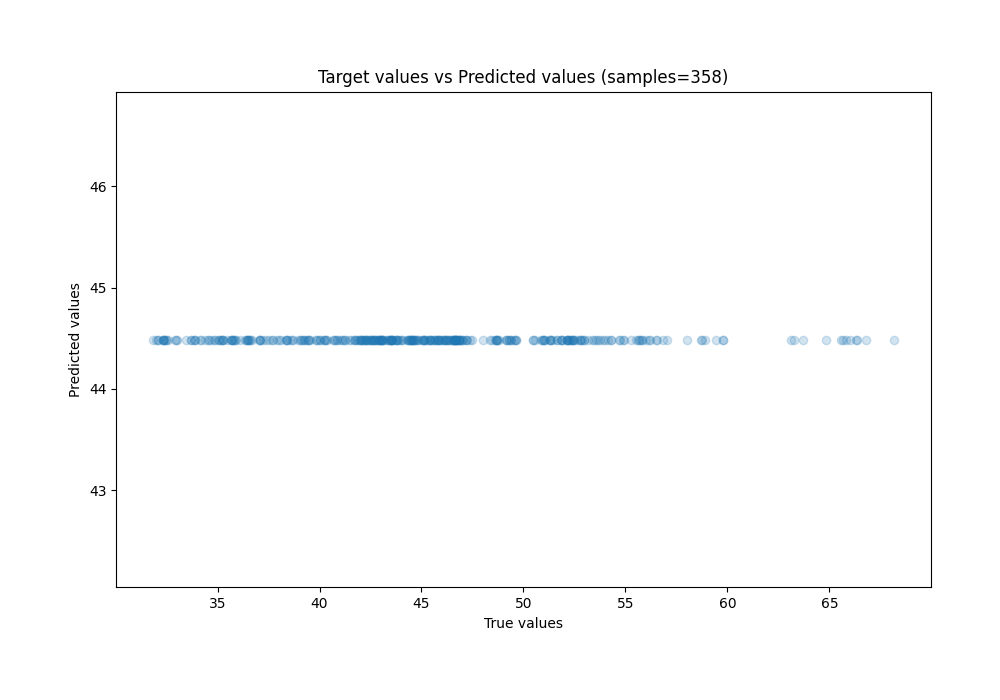 Target values vs Predicted values (samples=358)
46
45
44
43
Predicted values
35 40 45 50 55 60 65
True values